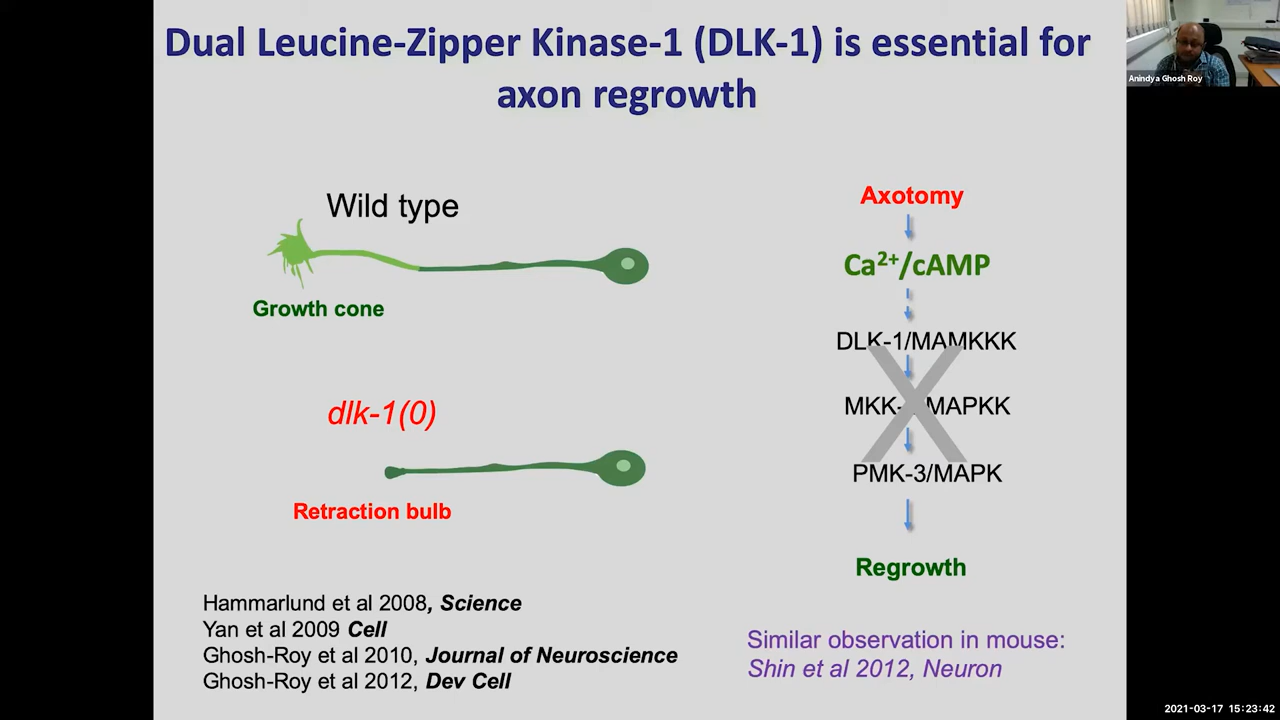 Dual Leucine-Zipper Kinase-1 (DLK-1) is essential for
axon regrowth
Anindya Ghosh Roy
Wild type
Growth cone
dlk-1(0)
Retraction bulb
Axotomy
Ca²⁺/cAMP
DLK-1/MAMKKK
MKK- MAPKK
PMK-3/MAPK
Regrowth
Hammarlund et al 2008, Science
Yan et al 2009 Cell
Ghosh-Roy et al 2010, Journal of Neuroscience
Ghosh-Roy et al 2012, Dev Cell
Similar observation in mouse:
Shin et al 2012, Neuron
2021-03-17 15:23:42